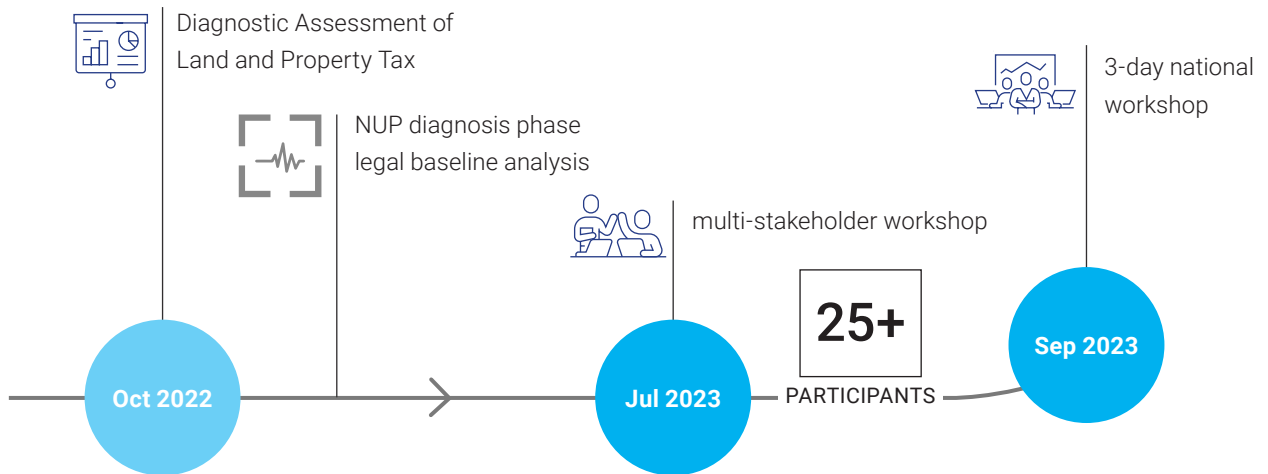 Diagnostic Assessment of
Land and Property Tax
NUP diagnosis phase
legal baseline analysis
3-day national
workshop
multi-stakeholder workshop
25+
PARTICIPANTS
Oct 2022
Jul 2023
Sep 2023